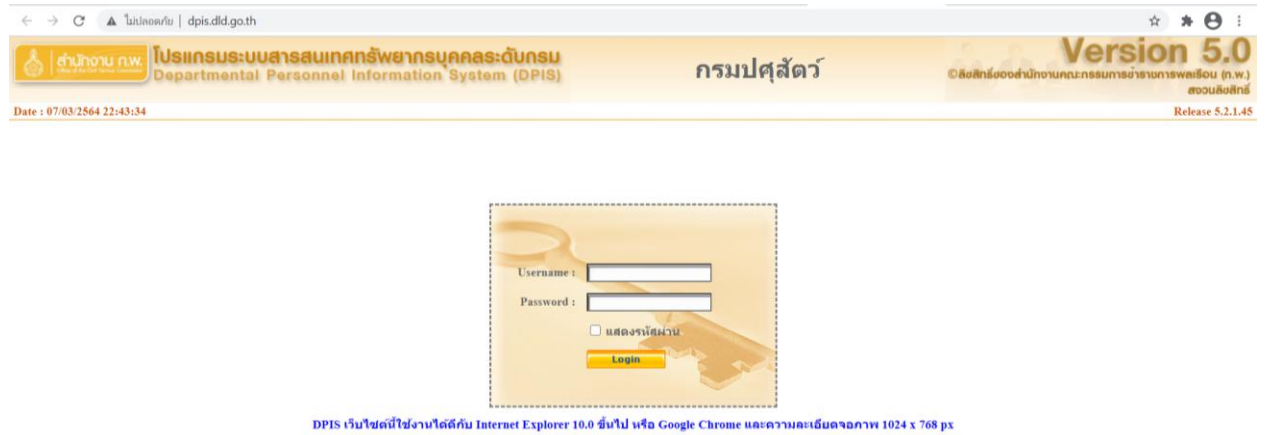 ไม่ปลอดภัย | dpis.dld.go.th
สำนักงาน ก.พ. โปรแกรมระบบสารสนเทศทรัพยากรบุคคลระดับกรม กรมปศุสัตว์ Version 5.0
Departmental Personnel Information System (DPIS) ©ลิขสิทธิ์ของสำนักงานคณะกรรมการข้าราชการพลเรือน (ก.พ.)
สงวนลิขสิทธิ์
Date : 07/03/2564 22:43:34 Release 5.2.1.45
Username :
Password :
แสดงรหัสผ่าน
Login
DPIS เว็บไซต์นี้ใช้งานได้ดีกับ Internet Explorer 10.0 ขึ้นไป หรือ Google Chrome และความละเอียดจอภาพ 1024 x 768 px